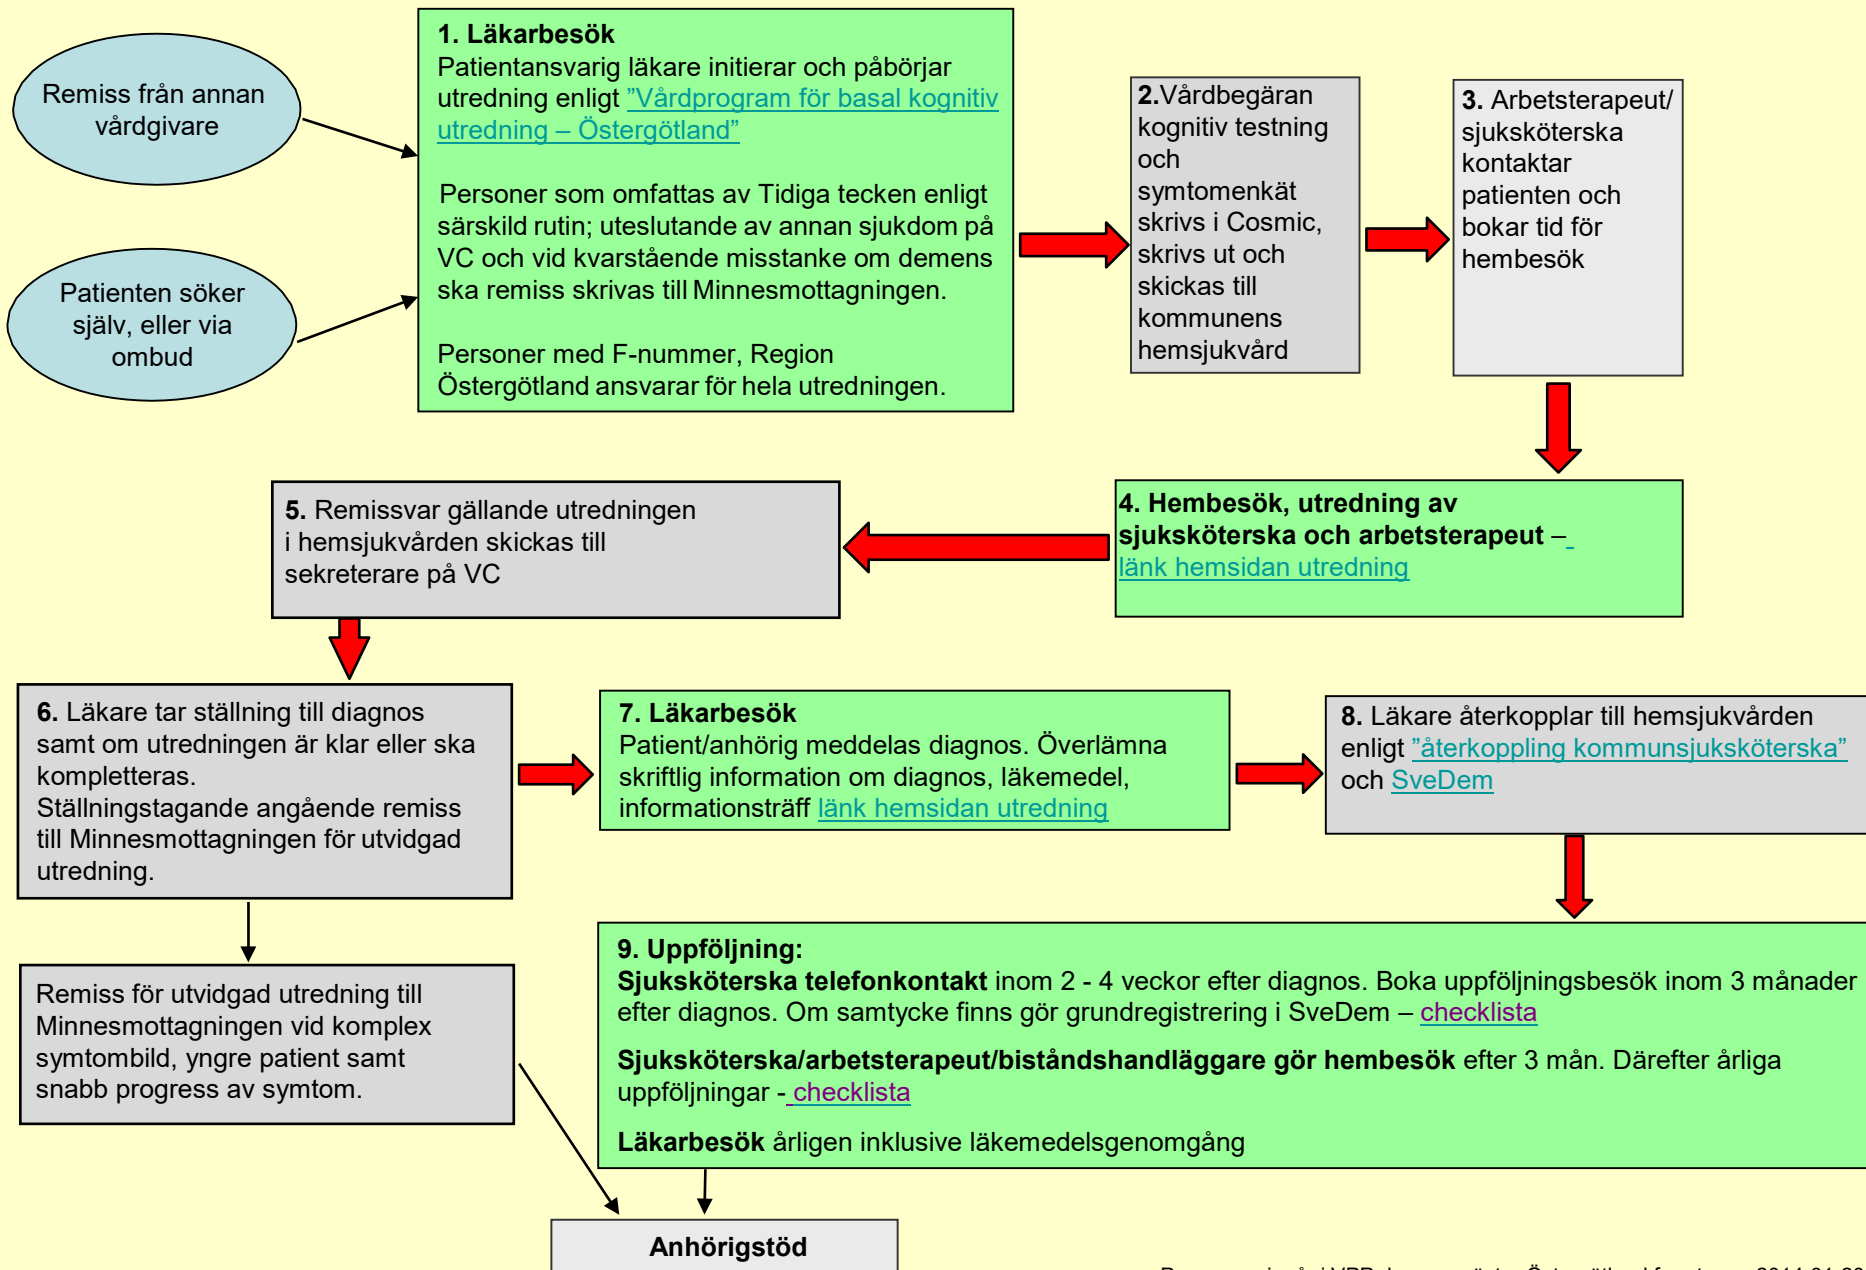 Remiss från annan
vårdgivare
Patienten söker
själv, eller via
ombud
1. Läkarbesök
Patientansvarig läkare initierar och påbörjar
utredning enligt ”Vårdprogram för basal kognitiv
utredning – Östergötland”
Personer som omfattas av Tidiga tecken enligt
särskild rutin; uteslutande av annan sjukdom på
VC och vid kvarstående misstanke om demens
ska remiss skrivas till Minnesmottagningen.
Personer med F-nummer, Region
Östergötland ansvarar för hela utredningen.
2.Vårdbegäran
kognitiv testning
och
symtomenkät
skrivs i Cosmic,
skrivs ut och
skickas till
kommunens
hemsjukvård
3. Arbetsterapeut/
sjuksköterska
kontaktar
patienten och
bokar tid för
hembesök
4. Hembesök, utredning av
sjuksköterska och arbetsterapeut –
länk hemsidan utredning
5. Remissvar gällande utredningen
i hemsjukvården skickas till
sekreterare på VC
6. Läkare tar ställning till diagnos
samt om utredningen är klar eller ska
kompletteras.
Ställningstagande angående remiss
till Minnesmottagningen för utvidgad
utredning.
7. Läkarbesök
Patient/anhörig meddelas diagnos. Överlämna
skriftlig information om diagnos, läkemedel,
informationsträff länk hemsidan utredning
8. Läkare återkopplar till hemsjukvården
enligt ”återkoppling kommunsjuksköterska”
och SveDem
Remiss för utvidgad utredning till
Minnesmottagningen vid komplex
symtombild, yngre patient samt
snabb progress av symtom.
9. Uppföljning:
Sjuksköterska telefonkontakt inom 2 - 4 veckor efter diagnos. Boka uppföljningsbesök inom 3 månader
efter diagnos. Om samtycke finns gör grundregistrering i SveDem – checklista
Sjuksköterska/arbetsterapeut/biståndshandläggare gör hembesök efter 3 mån. Därefter årliga
uppföljningar - checklista
Läkarbesök årligen inklusive läkemedelsgenomgång
Anhörigstöd